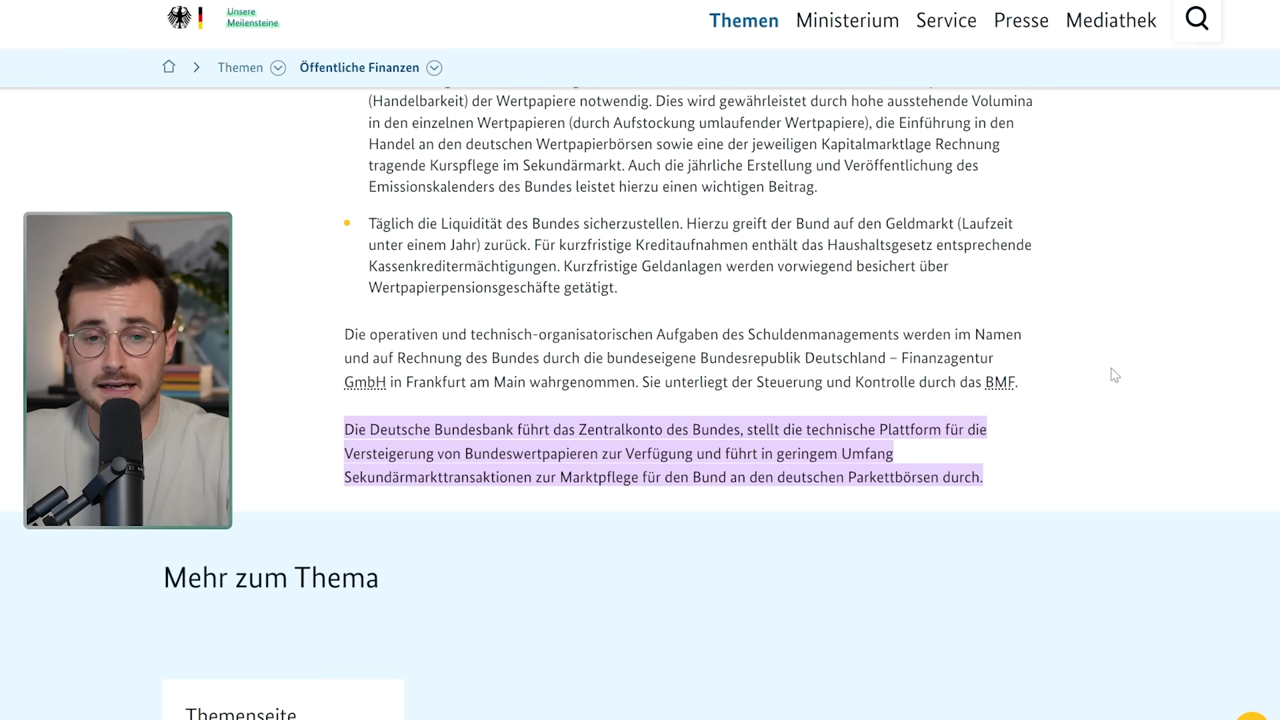 Unsere
Meilensteine
Themen Ministerium Service Presse Mediathek
Themen Öffentliche Finanzen
(Handelbarkeit) der Wertpapiere notwendig. Dies wird gewährleistet durch hohe ausstehende Volumina
in den einzelnen Wertpapieren (durch Aufstockung umlaufender Wertpapiere), die Einführung in den
Handel an den deutschen Wertpapierbörsen sowie eine der jeweiligen Kapitalmarktlage Rechnung
tragende Kurspflege im Sekundärmarkt. Auch die jährliche Erstellung und Veröffentlichung des
Emissionskalenders des Bundes leistet hierzu einen wichtigen Beitrag.
Täglich die Liquidität des Bundes sicherzustellen. Hierzu greift der Bund auf den Geldmarkt (Laufzeit
unter einem Jahr) zurück. Für kurzfristige Kreditaufnahmen enthält das Haushaltsgesetz entsprechende
Kassenkreditermächtigungen. Kurzfristige Geldanlagen werden vorwiegend besichert über
Wertpapierpensionsgeschäfte getätigt.
Die operativen und technisch-organisatorischen Aufgaben des Schuldenmanagements werden im Namen
und auf Rechnung des Bundes durch die bundeseigene Bundesrepublik Deutschland – Finanzagentur
GmbH in Frankfurt am Main wahrgenommen. Sie unterliegt der Steuerung und Kontrolle durch das BMF.
Die Deutsche Bundesbank führt das Zentralkonto des Bundes, stellt die technische Plattform für die
Versteigerung von Bundeswertpapieren zur Verfügung und führt in geringem Umfang
Sekundärmarkttransaktionen zur Marktpflege für den Bund an den deutschen Parkettbörsen durch.
Mehr zum Thema
Themenseite